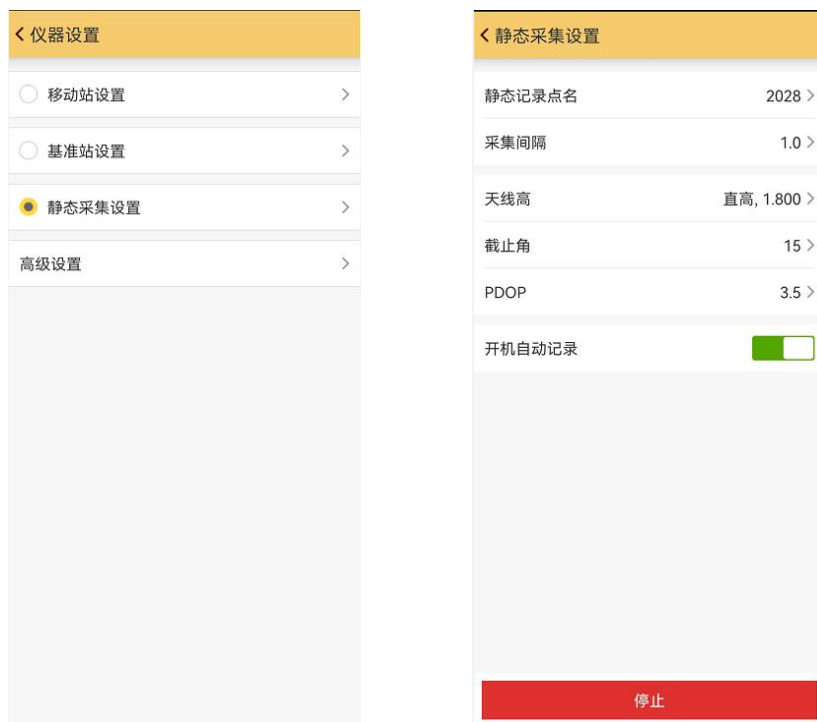 仪器设置
移动站设置
基准站设置
静态采集设置
高级设置
静态采集设置
静态记录点名 2028
采集间隔 1.0
天线高 直高, 1.800
截止角 15
PDOP 3.5
开机自动记录
停止